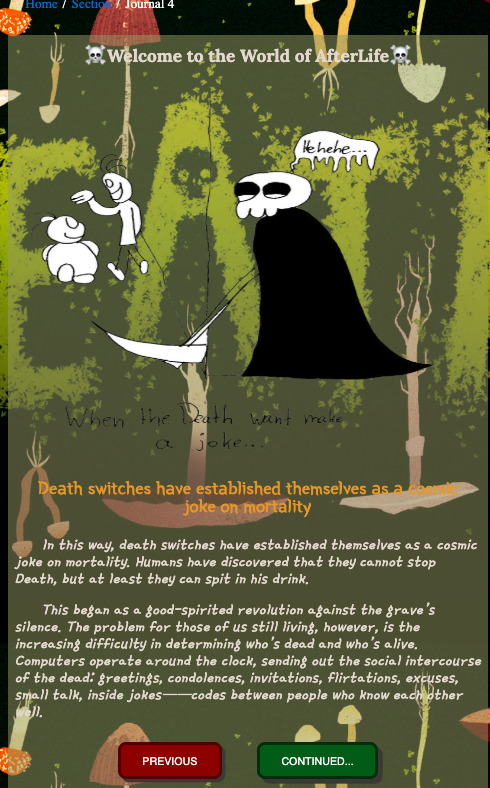 Home / Section / Journal 4
☠️Welcome to the World of AfterLife☠️
Hehehe...
When the Death want make
a joke...
Death switches have established themselves as a cosmic
joke on mortality
In this way, death switches have established themselves as a cosmic
joke on mortality. Humans have discovered that they cannot stop
Death, but at least they can spit in his drink.
This began as a good-spirited revolution against the grave's
silence. The problem for those of us still living, however, is the
increasing difficulty in determining who's dead and who's alive.
Computers operate around the clock, sending out the social intercourse
of the dead: greetings, condolences, invitations, flirtations, excuses,
small talk, inside jokes——codes between people who know each other
well.
PREVIOUS
CONTINUED...